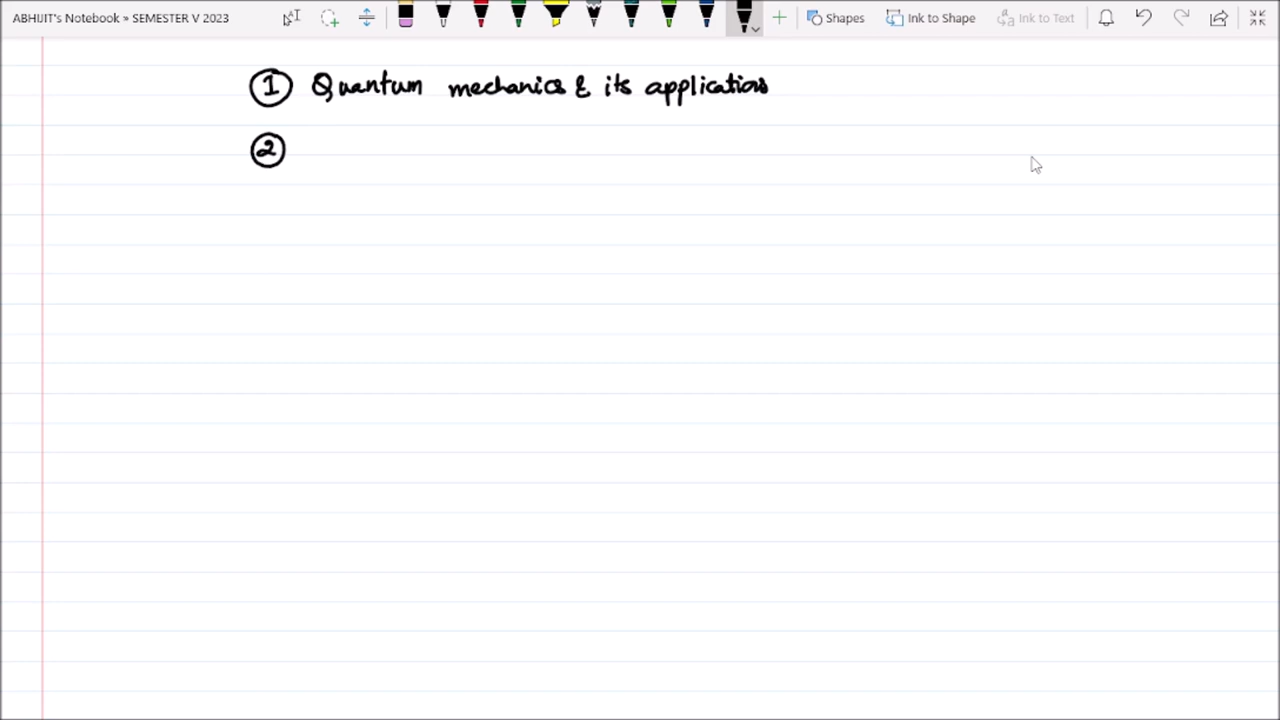 ABHIJIT's Notebook » SEMESTER V 2023
Shapes
Ink to Shape
Ink to Text
① Quantum mechanics & its applications
②